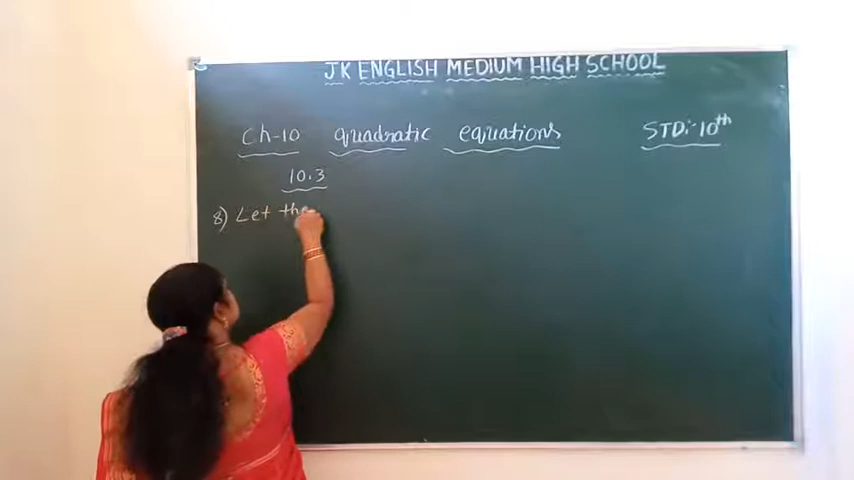 JK ENGLISH MEDIUM HIGH SCHOOL
Ch-10 quadratic equations STD:-10th
10.3
8) Let the